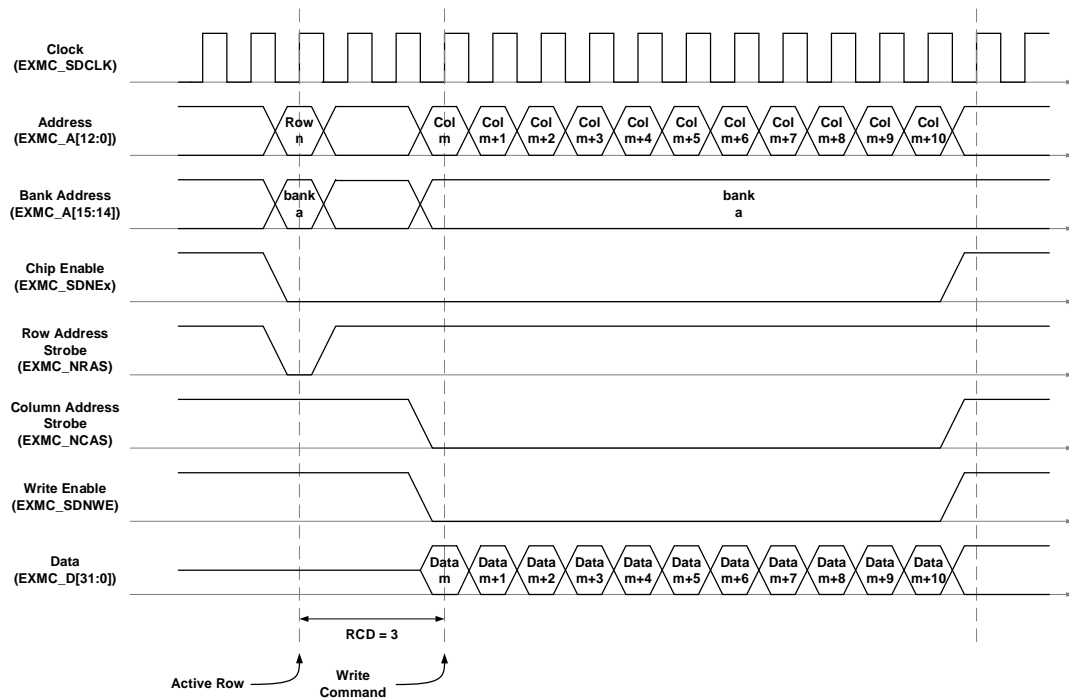 Clock
(EXMC_SDCLK)
Address
(EXMC_A[12:0])
Row
n
Col
m
Col
m+1
Col
m+2
Col
m+3
Col
m+4
Col
m+5
Col
m+6
Col
m+7
Col
m+8
Col
m+9
Col
m+10
Bank Address
(EXMC_A[15:14])
bank
a
bank
a
Chip Enable
(EXMC_SDNEx)
Row Address
Strobe
(EXMC_NRAS)
Column Address
Strobe
(EXMC_NCAS)
Write Enable
(EXMC_SDNWE)
Data
(EXMC_D[31:0])
Data
m
Data
m+1
Data
m+2
Data
m+3
Data
m+4
Data
m+5
Data
m+6
Data
m+7
Data
m+8
Data
m+9
Data
m+10
RCD = 3
Active Row
Write
Command